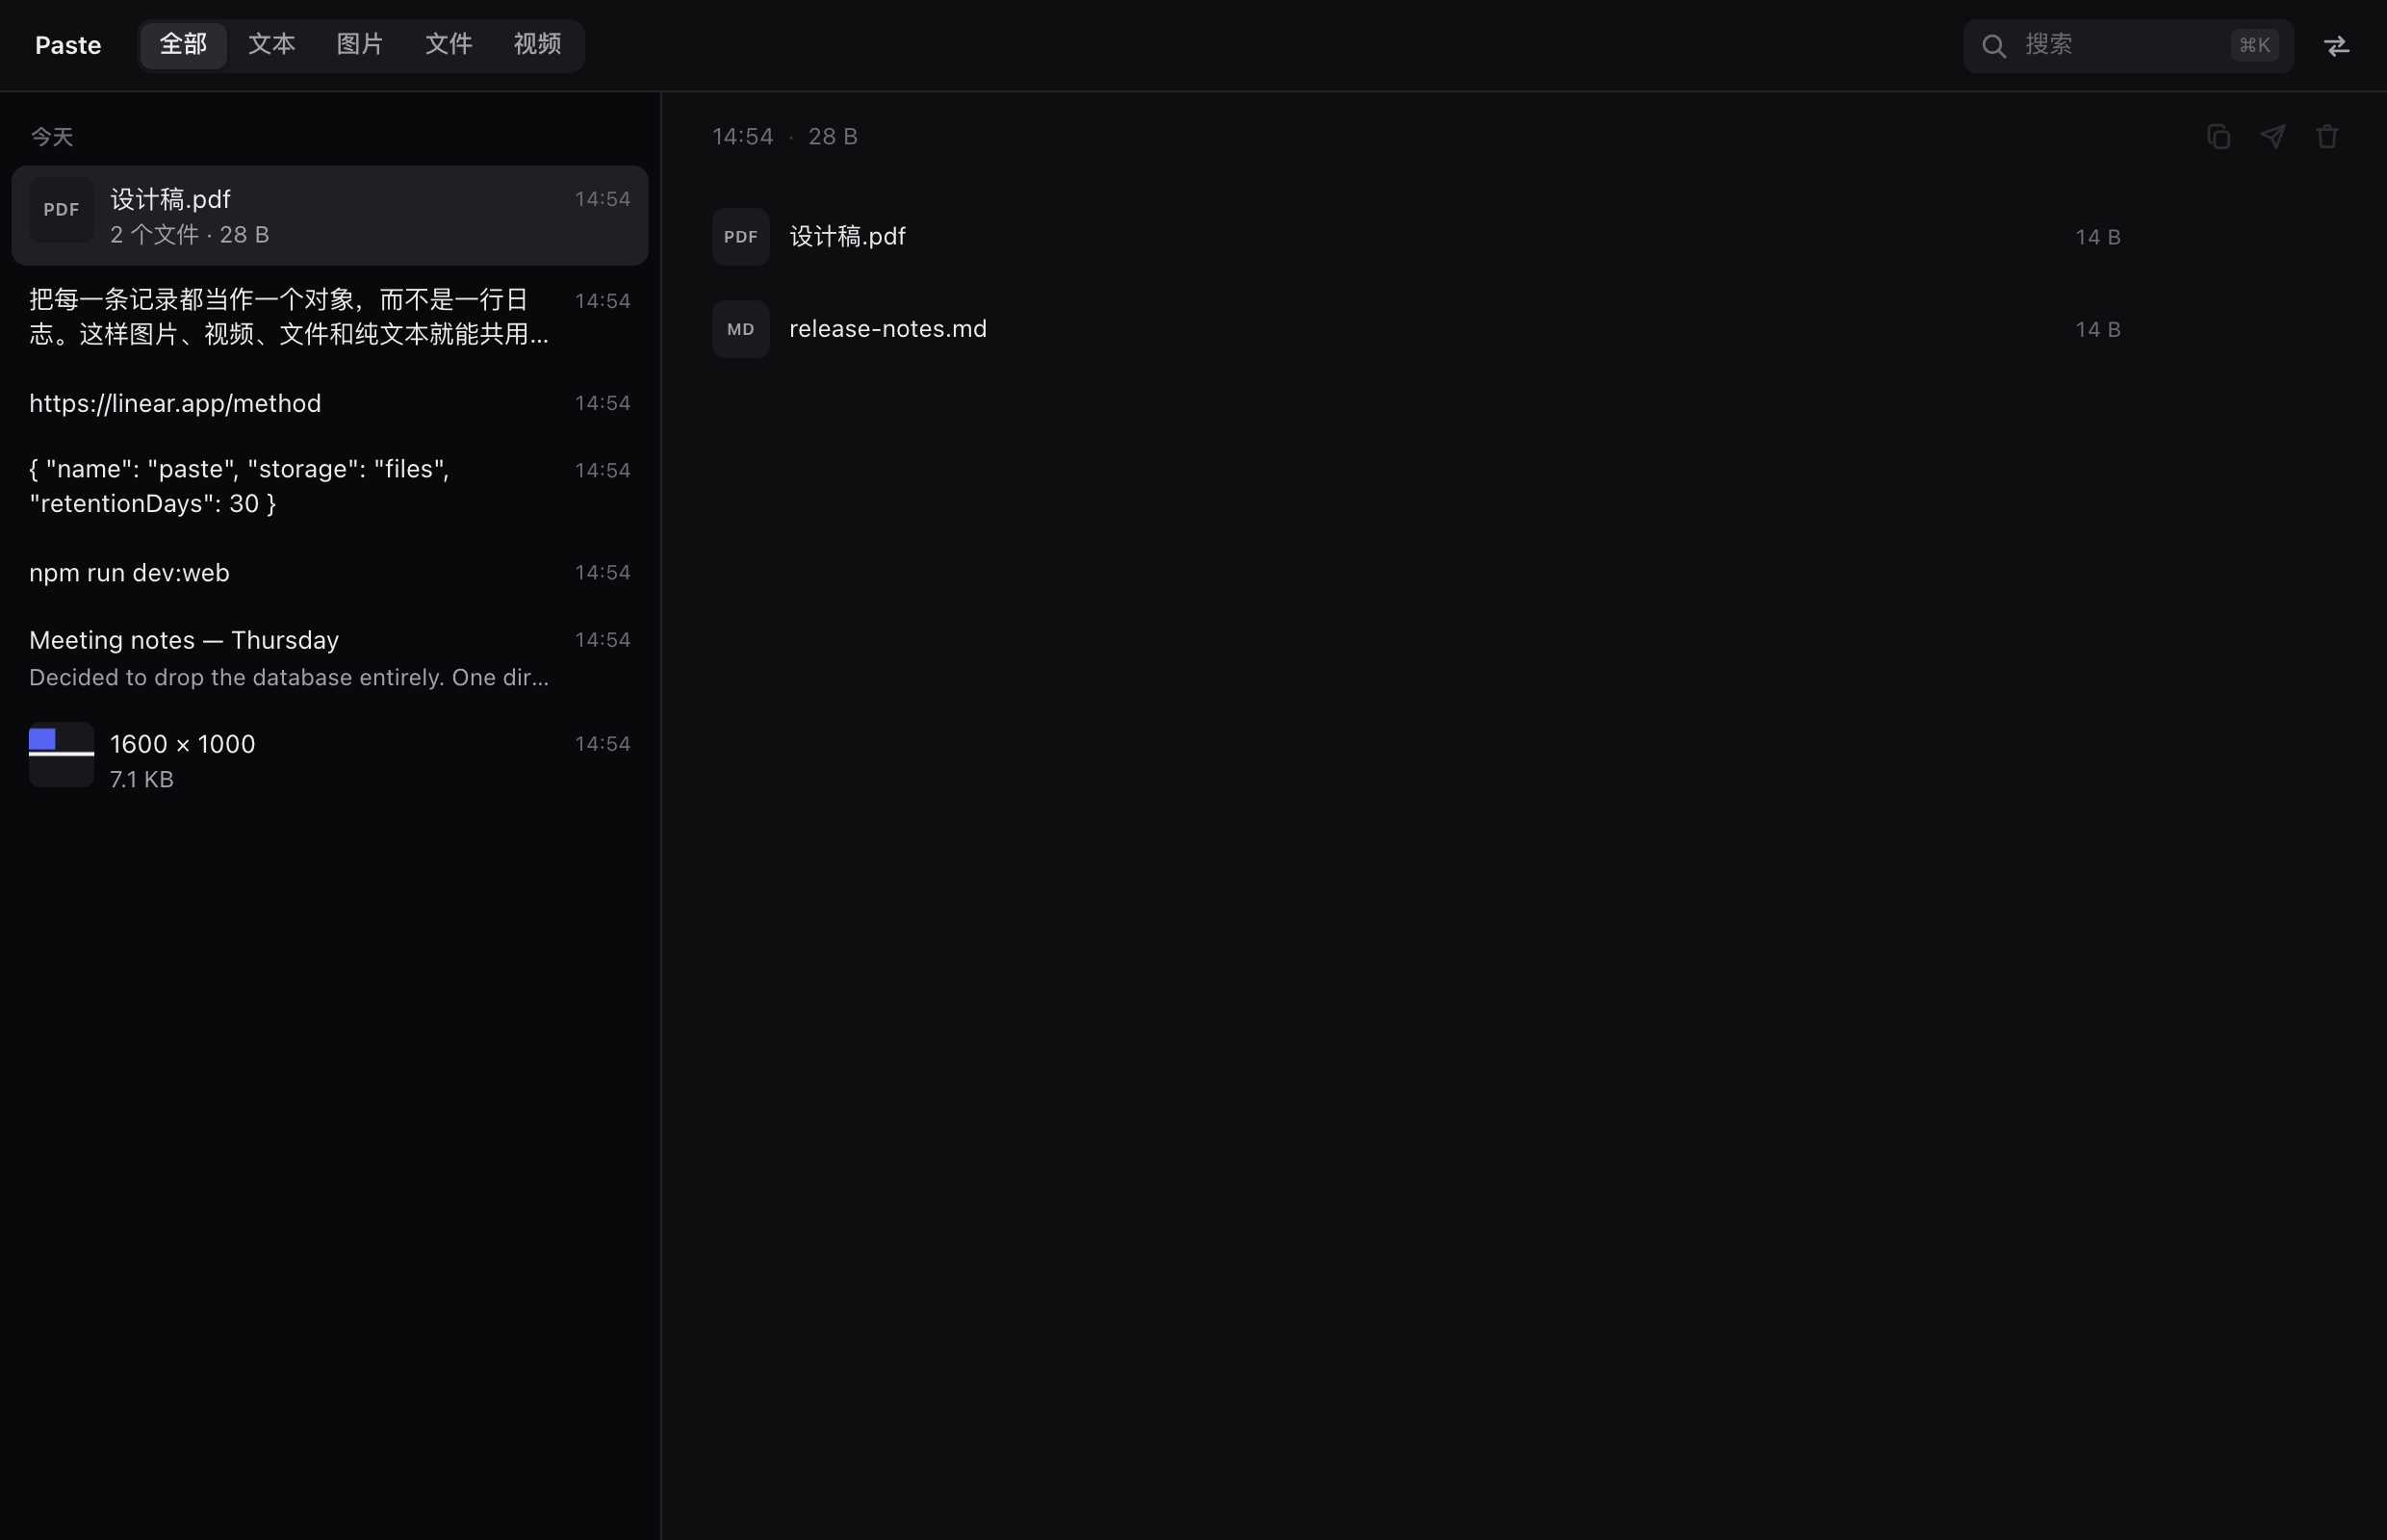 Paste
全部
文本
图片
文件
视频
搜索
⌘K
今天
PDF
设计稿.pdf
14:54
2 个文件 · 28 B
把每一条记录都当作一个对象，而不是一行日
14:54
志。这样图片、视频、文件和纯文本就能共用...
https://linear.app/method
14:54
{ "name": "paste", "storage": "files",
14:54
"retentionDays": 30 }
npm run dev:web
14:54
Meeting notes — Thursday
14:54
Decided to drop the database entirely. One dir...
1600 × 1000
14:54
7.1 KB
14:54 · 28 B
PDF
设计稿.pdf
14 B
MD
release-notes.md
14 B